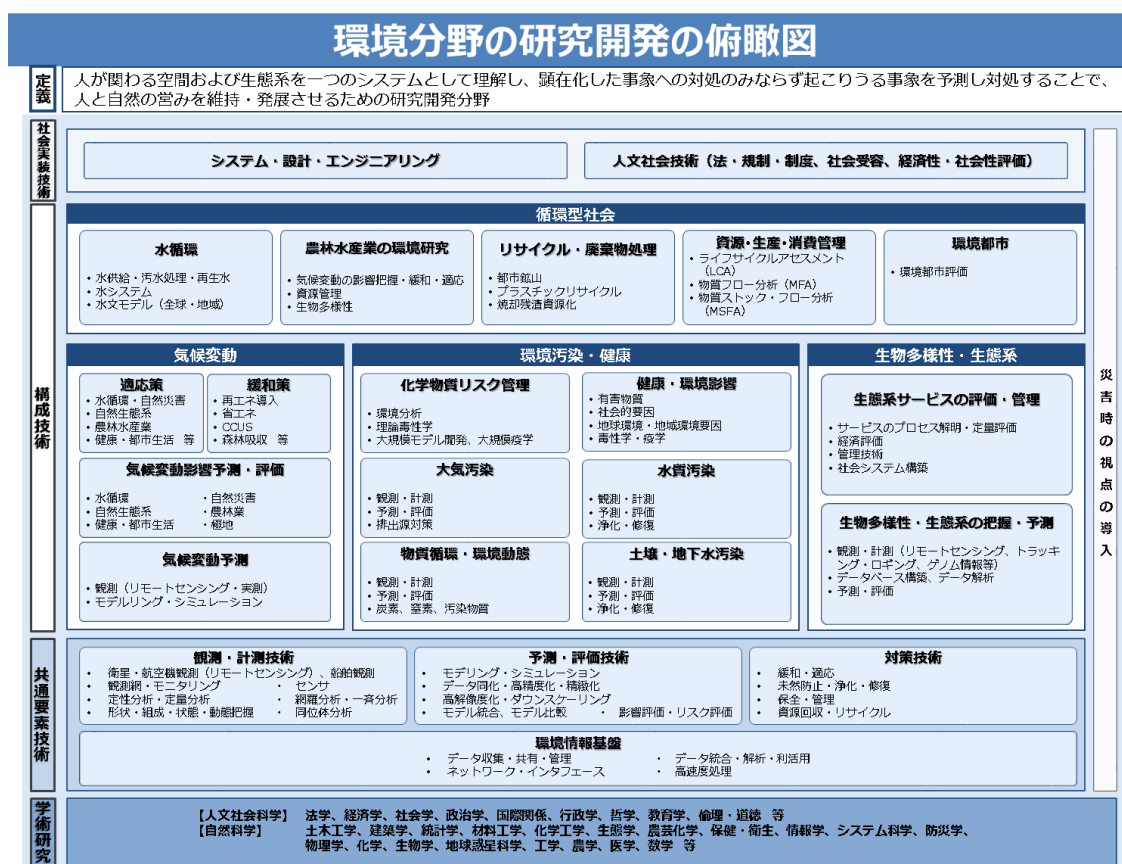 環境分野の研究開発の俯瞰図
定義
人が関わる空間および生態系を一つのシステムとして理解し、顕在化した事象への対処のみならず起こりうる事象を予測し対処することで、
人と自然の営みを維持・発展させるための研究開発分野
社会実装技術
システム・設計・エンジニアリング
人文社会技術（法・規制・制度、社会受容、経済性・社会性評価）
構成技術
循環型社会
水循環
・水供給・汚水処理・再生水
・水システム
・水文モデル（全球・地域）
農林水産業の環境研究
・気候変動の影響把握・緩和・適応
・資源管理
・生物多様性
リサイクル・廃棄物処理
・都市鉱山
・プラスチックリサイクル
・焼却残渣資源化
資源・生産・消費管理
・ライフサイクルアセスメント
（LCA）
・物質フロー分析（MFA）
・物質ストック・フロー分析
（MSFA）
環境都市
・環境都市評価
気候変動
適応策
・水循環・自然災害
・自然生態系
・農林水産業
・健康・都市生活 等
緩和策
・再エネ導入
・省エネ
・CCUS
・森林吸収 等
気候変動影響予測・評価
・水循環 ・自然災害
・自然生態系 ・農林業
・健康・都市生活 ・極地
気候変動予測
・観測（リモートセンシング・実測）
・モデルリング・シミュレーション
環境汚染・健康
化学物質リスク管理
・環境分析
・理論毒性学
・大規模モデル開発、大規模疫学
健康・環境影響
・有害物質
・社会的要因
・地球環境・地域環境要因
・毒性学・疫学
大気汚染
・観測・計測
・予測・評価
・排出源対策
水質汚染
・観測・計測
・予測・評価
・浄化・修復
物質循環・環境動態
・観測・計測
・予測・評価
・炭素、窒素、汚染物質
土壌・地下水汚染
・観測・計測
・予測・評価
・浄化・修復
生物多様性・生態系
生態系サービスの評価・管理
・サービスのプロセス解明・定量評価
・経済評価
・管理技術
・社会システム構築
生物多様性・生態系の把握・予測
・観測・計測（リモートセンシング、トラッキ
ング・ロギング、ゲノム情報等）
・データベース構築、データ解析
・予測・評価
災害時の視点の導入
共通要素技術
観測・計測技術
・衛星・航空機観測（リモートセンシング）、船舶観測
・観測網・モニタリング ・センサ
・定性分析・定量分析 ・網羅分析・一斉分析
・形状・組成・状態・動態把握 ・同位体分析
予測・評価技術
・モデリング・シミュレーション
・データ同化・高精度化・精緻化
・高解像度化・ダウンスケーリング
・モデル統合、モデル比較 ・影響評価・リスク評価
対策技術
・緩和・適応
・未然防止・浄化・修復
・保全・管理
・資源回収・リサイクル
環境情報基盤
・データ収集・共有・管理 ・データ統合・解析・利活用
・ネットワーク・インタフェース ・高速度処理
学術研究
【人文社会科学】 法学、経済学、社会学、政治学、国際関係、行政学、哲学、教育学、倫理・道徳 等
【自然科学】 土木工学、建築学、統計学、材料工学、化学工学、生態学、農芸化学、保健・衛生、情報学、システム科学、防災学、
物理学、化学、生物学、地球惑星科学、工学、農学、医学、数学 等